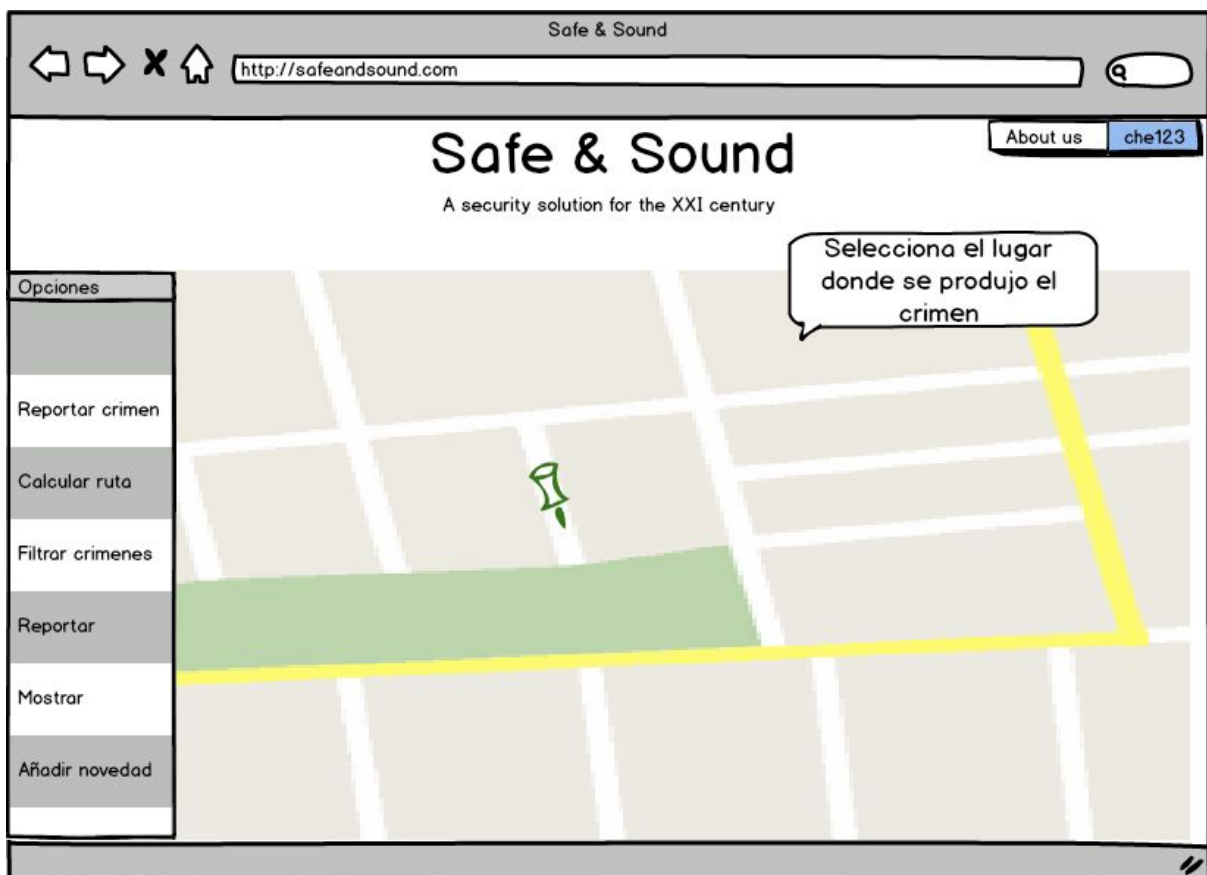 Safe & Sound
http://safeandsound.com
About us
che123
Safe & Sound
A security solution for the XXI century
Selecciona el lugar
donde se produjo el
crimen
Opciones
Reportar crimen
Calcular ruta
Filtrar crimenes
Reportar
Mostrar
Añadir novedad